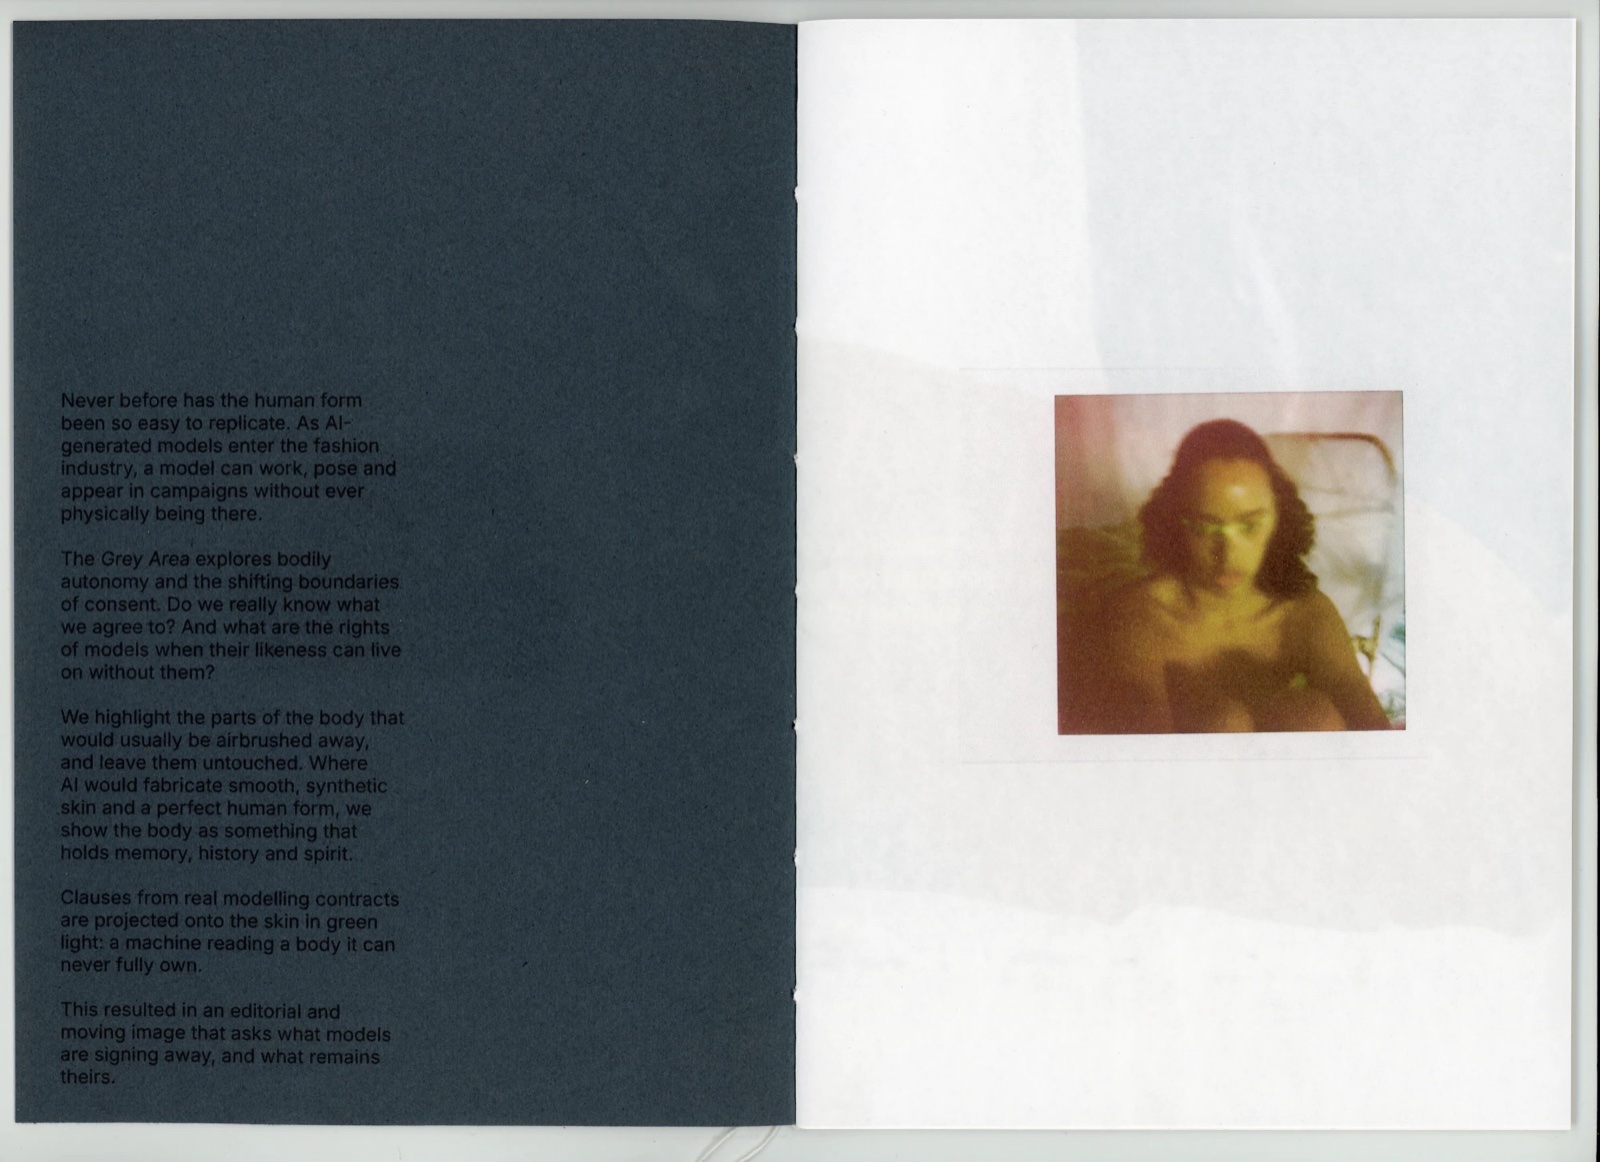 Never before has the human form
been so easy to replicate. As AI-
generated models enter the fashion
industry, a model can work, pose and
appear in campaigns without ever
physically being there.
The Grey Area explores bodily
autonomy and the shifting boundaries
of consent. Do we really know what
we agree to? And what are the rights
of models when their likeness can live
on without them?
We highlight the parts of the body that
would usually be airbrushed away,
and leave them untouched. Where
AI would fabricate smooth, synthetic
skin and a perfect human form, we
show the body as something that
holds memory, history and spirit.
Clauses from real modelling contracts
are projected onto the skin in green
light: a machine reading a body it can
never fully own.
This resulted in an editorial and
moving image that asks what models
are signing away, and what remains
theirs.